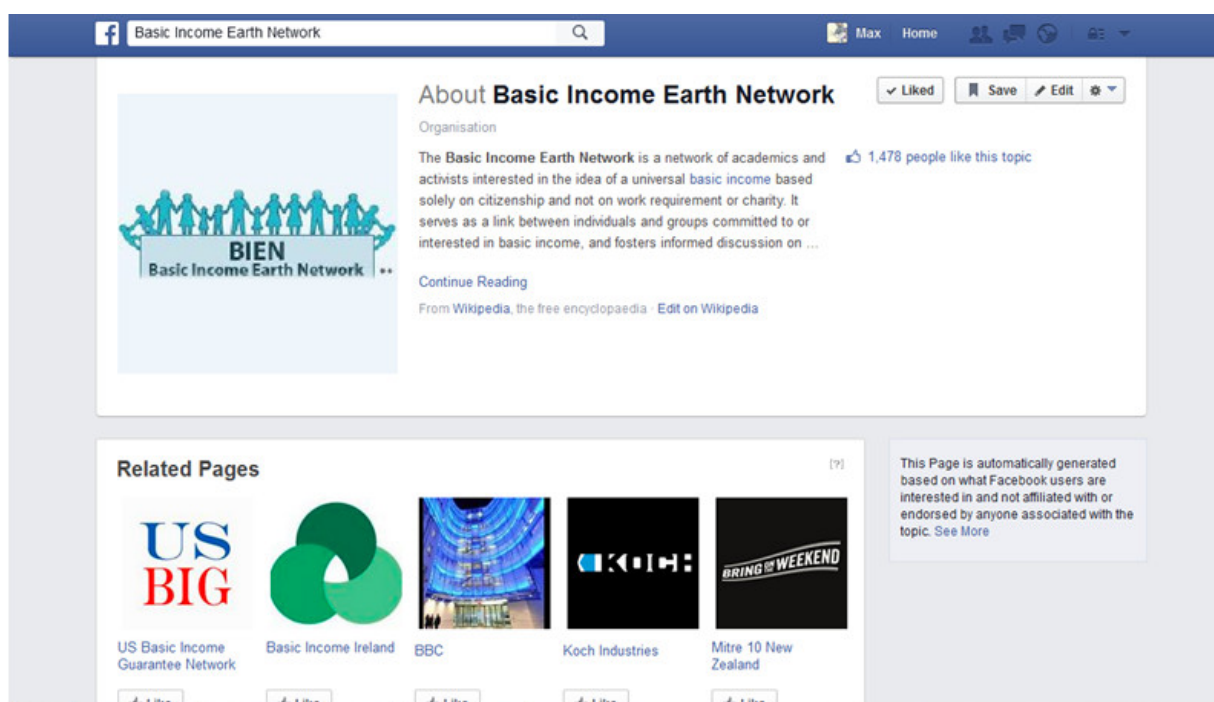 Basic Income Earth Network
Max Home
About Basic Income Earth Network
Liked
Save
Edit
Organisation
The Basic Income Earth Network is a network of academics and
activists interested in the idea of a universal basic income based
solely on citizenship and not on work requirement or charity. It
serves as a link between individuals and groups committed to or
interested in basic income, and fosters informed discussion on ...
1,478 people like this topic
Continue Reading
From Wikipedia, the free encyclopaedia · Edit on Wikipedia
BIEN
Basic Income Earth Network
Related Pages
[?]
US
BIG
KOCH
BRING ON WEEKEND
US Basic Income
Guarantee Network
Basic Income Ireland
BBC
Koch Industries
Mitre 10 New
Zealand
Like
Like
Like
Like
Like
This Page is automatically generated
based on what Facebook users are
interested in and not affiliated with or
endorsed by anyone associated with the
topic. See More